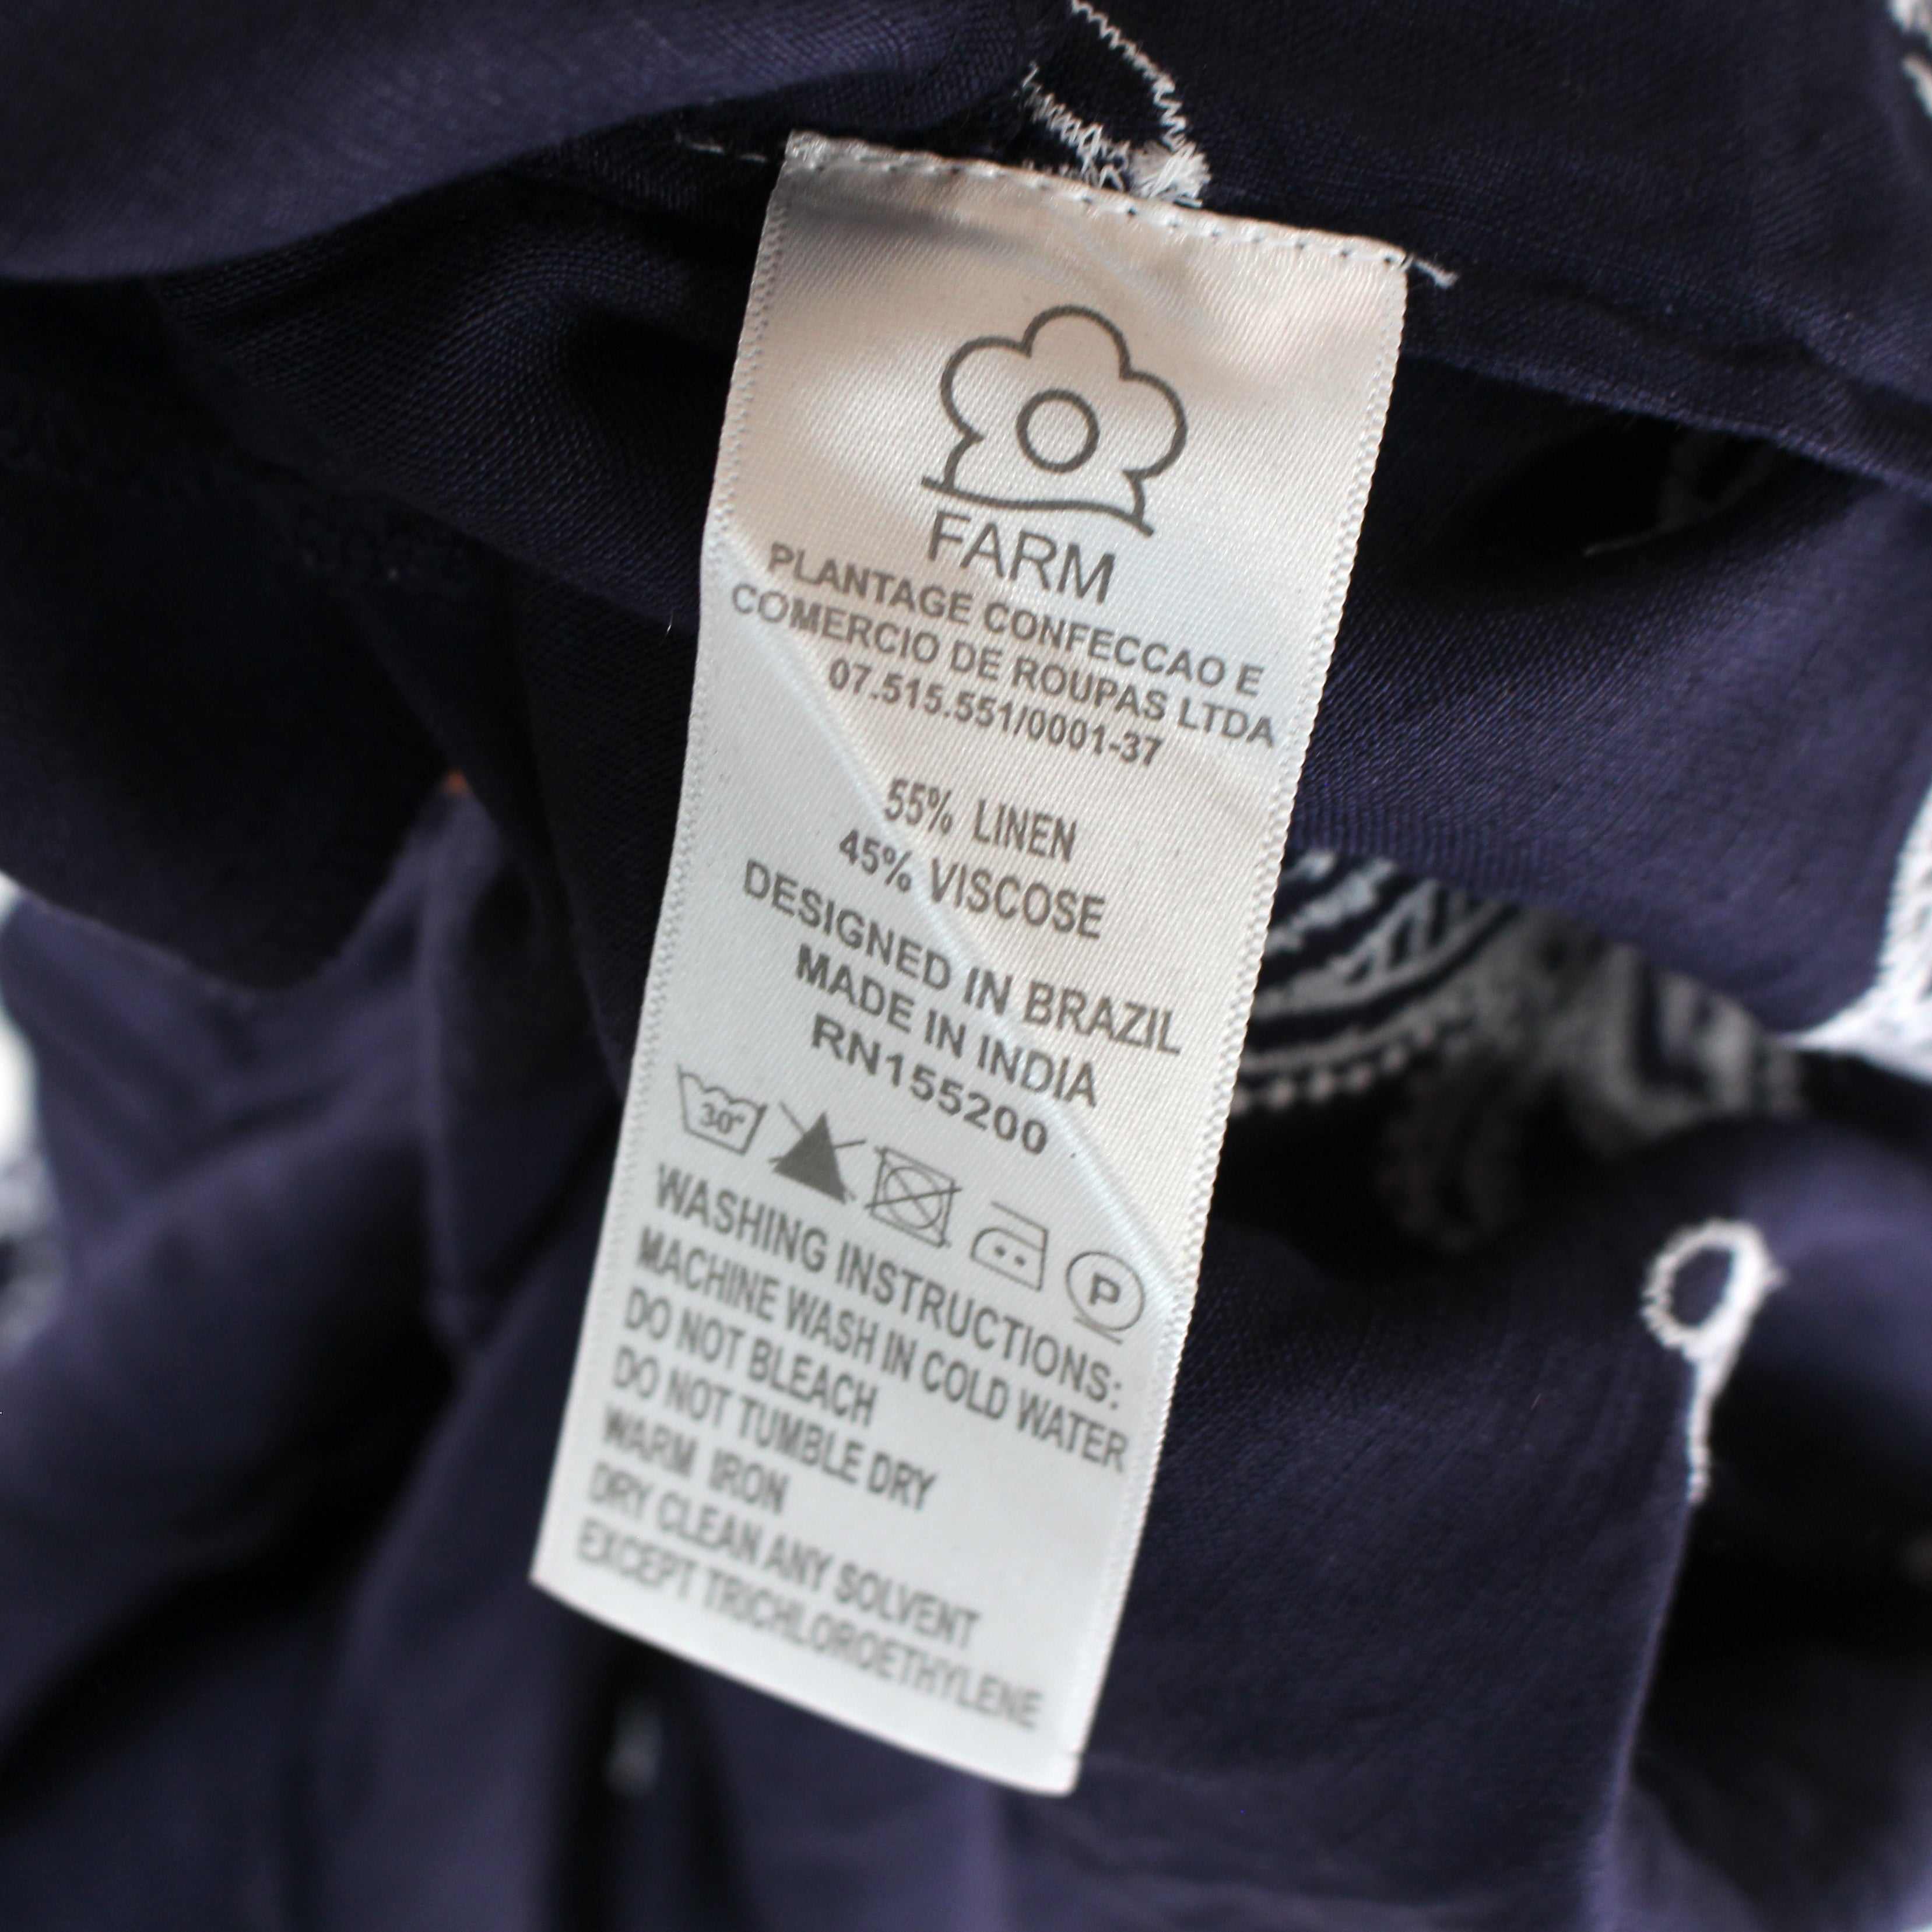 FARM
PLANTAGE CONFECCAO E
COMERCIO DE ROUPAS LTDA
07.515.551/0001-37
55% LINEN
45% VISCOSE
DESIGNED IN BRAZIL
MADE IN INDIA
RN155200
30°
P
WASHING INSTRUCTIONS:
MACHINE WASH IN COLD WATER
DO NOT BLEACH
DO NOT TUMBLE DRY
WARM IRON
DRY CLEAN ANY SOLVENT
EXCEPT TRICHLOROETHYLENE